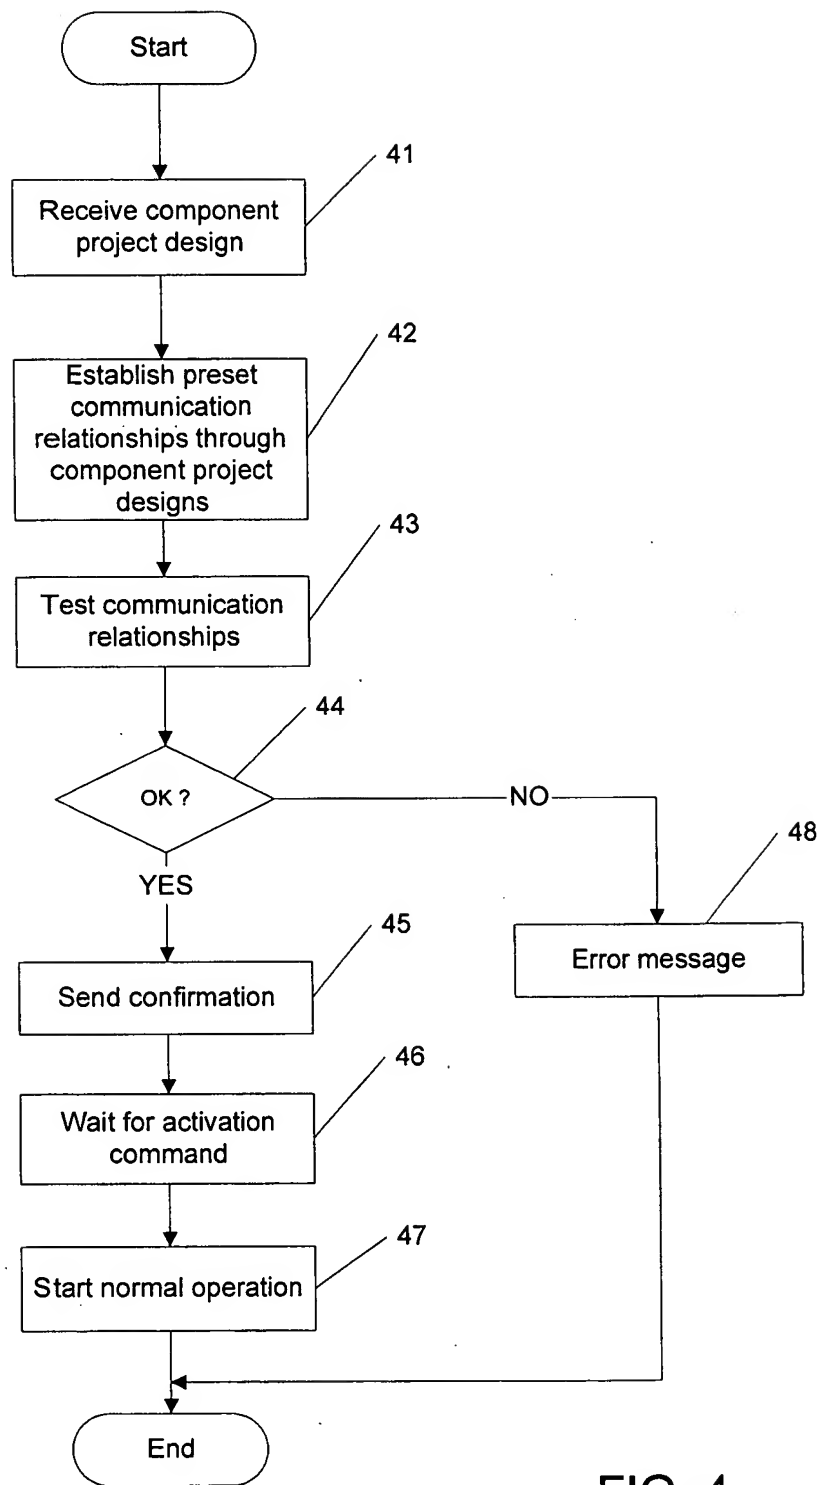 Start
41
Receive component
project design
42
Establish preset
communication
relationships through
component project
designs
43
Test communication
relationships
44
OK ?
NO
YES
48
Error message
45
Send confirmation
46
Wait for activation
command
47
Start normal operation
End
FIG. 4